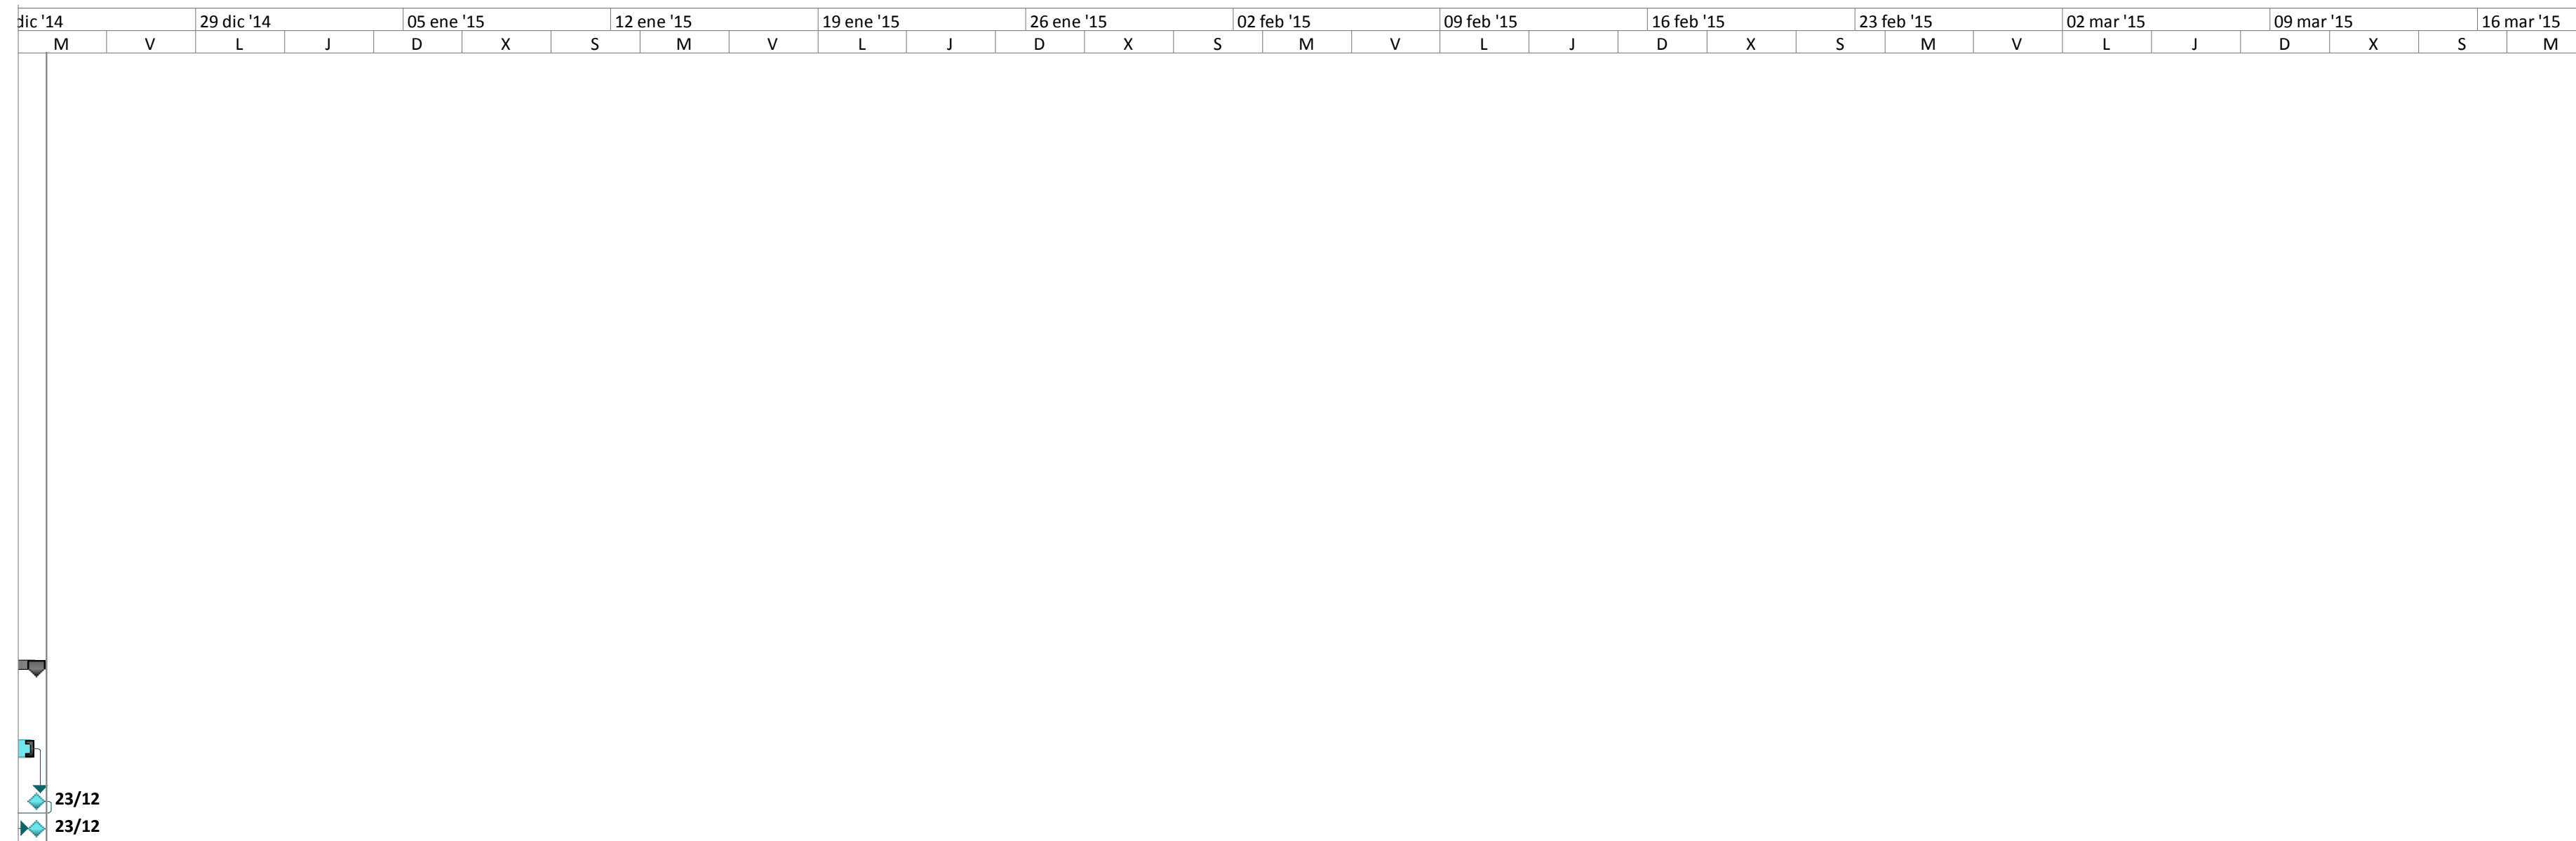 dic '14 29 dic '14 05 ene '15 12 ene '15 19 ene '15 26 ene '15 02 feb '15 09 feb '15 16 feb '15 23 feb '15 02 mar '15 09 mar '15 16 mar '15
M V L J D X S M V L J D X S M V L J D X S M V L J D X S M
23/12
23/12